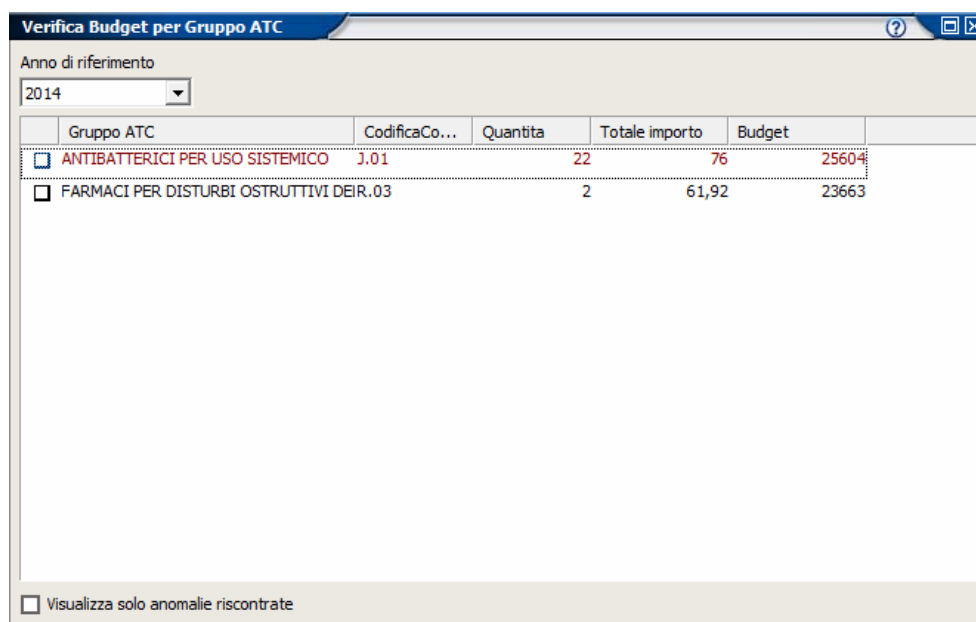 Verifica Budget per Gruppo ATC
Anno di riferimento
2014
Gruppo ATC CodificaCo... Quantita Totale importo Budget
ANTIBATTERICI PER USO SISTEMICO J.01 22 76 25604
FARMACI PER DISTURBI OSTRUTTIVI DEI R.03 2 61,92 23663
Visualizza solo anomalie riscontrate